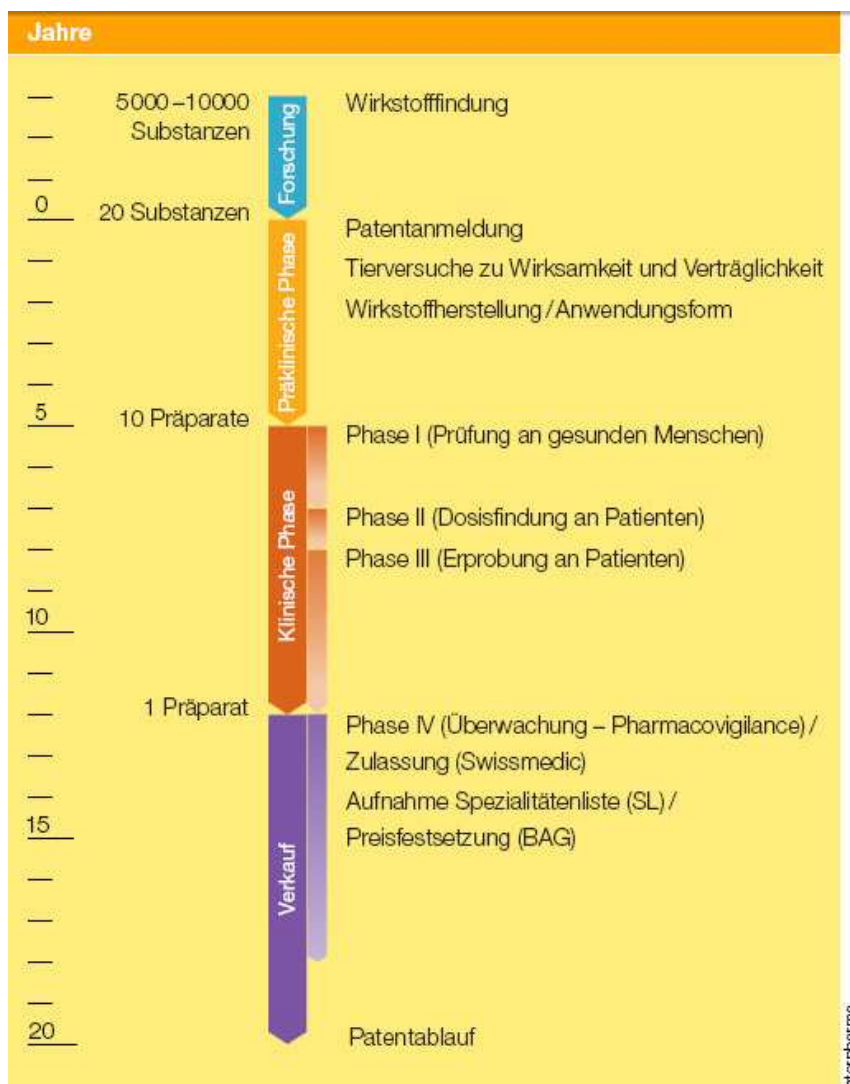 Jahre
5000–10000
Substanzen
Forschung
Wirkstofffindung
0
20 Substanzen
Patentanmeldung
Präklinische Phase
Tierversuche zu Wirksamkeit und Verträglichkeit
Wirkstoffherstellung/Anwendungsform
5
10 Präparate
Phase I (Prüfung an gesunden Menschen)
Klinische Phase
Phase II (Dosisfindung an Patienten)
Phase III (Erprobung an Patienten)
10
1 Präparat
Phase IV (Überwachung – Pharmacovigilance)/
Zulassung (Swissmedic)
Aufnahme Spezialitätenliste (SL)/
15
Preisfestsetzung (BAG)
Verkauf
20
Patentablauf